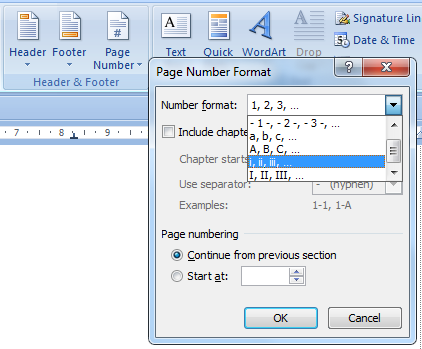 Header Footer Page Number
Text Quick WordArt Drop
Signature Lin
Date & Time
Header & Footer
Page Number Format
?
Number format: 1, 2, 3, ...
- 1 -, - 2 -, - 3 -, ...
Include chapte
a, b, c, ...
A, B, C, ...
Chapter starts
i, ii, iii, ...
I, II, III, ...
Use separator: - (hyphen)
Examples: 1-1, 1-A
Page numbering
Continue from previous section
Start at:
OK Cancel
· 7 · · · 8 ·